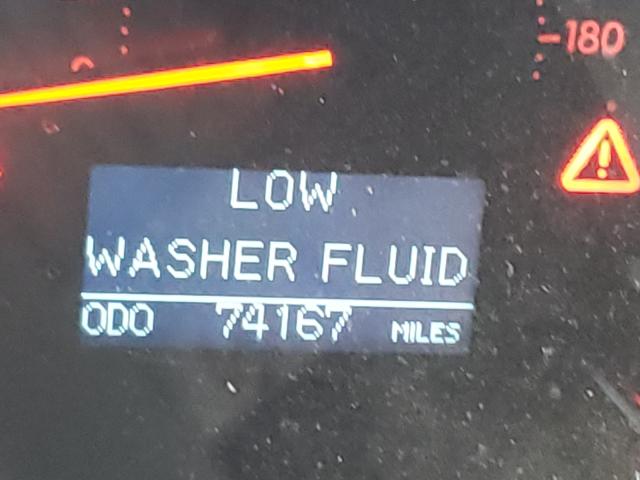 -180
LOW
WASHER FLUID
ODO 74167 MILES